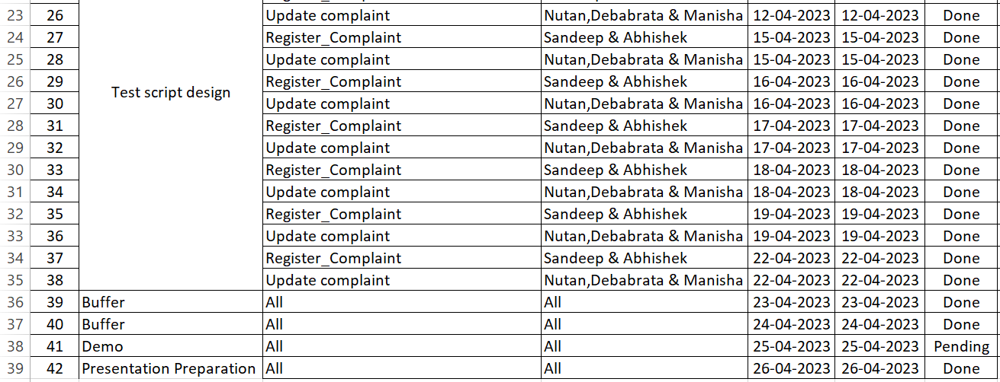 23 26 Update complaint Nutan,Debabrata & Manisha 12-04-2023 12-04-2023 Done
24 27 Register_Complaint Sandeep & Abhishek 15-04-2023 15-04-2023 Done
25 28 Update complaint Nutan,Debabrata & Manisha 15-04-2023 15-04-2023 Done
26 29 Register_Complaint Sandeep & Abhishek 16-04-2023 16-04-2023 Done
Test script design
27 30 Update complaint Nutan,Debabrata & Manisha 16-04-2023 16-04-2023 Done
28 31 Register_Complaint Sandeep & Abhishek 17-04-2023 17-04-2023 Done
29 32 Update complaint Nutan,Debabrata & Manisha 17-04-2023 17-04-2023 Done
30 33 Register_Complaint Sandeep & Abhishek 18-04-2023 18-04-2023 Done
31 34 Update complaint Nutan,Debabrata & Manisha 18-04-2023 18-04-2023 Done
32 35 Register_Complaint Sandeep & Abhishek 19-04-2023 19-04-2023 Done
33 36 Update complaint Nutan,Debabrata & Manisha 19-04-2023 19-04-2023 Done
34 37 Register_Complaint Sandeep & Abhishek 22-04-2023 22-04-2023 Done
35 38 Update complaint Nutan,Debabrata & Manisha 22-04-2023 22-04-2023 Done
36 39 Buffer All All 23-04-2023 23-04-2023 Done
37 40 Buffer All All 24-04-2023 24-04-2023 Done
38 41 Demo All All 25-04-2023 25-04-2023 Pending
39 42 Presentation Preparation All All 26-04-2023 26-04-2023 Done